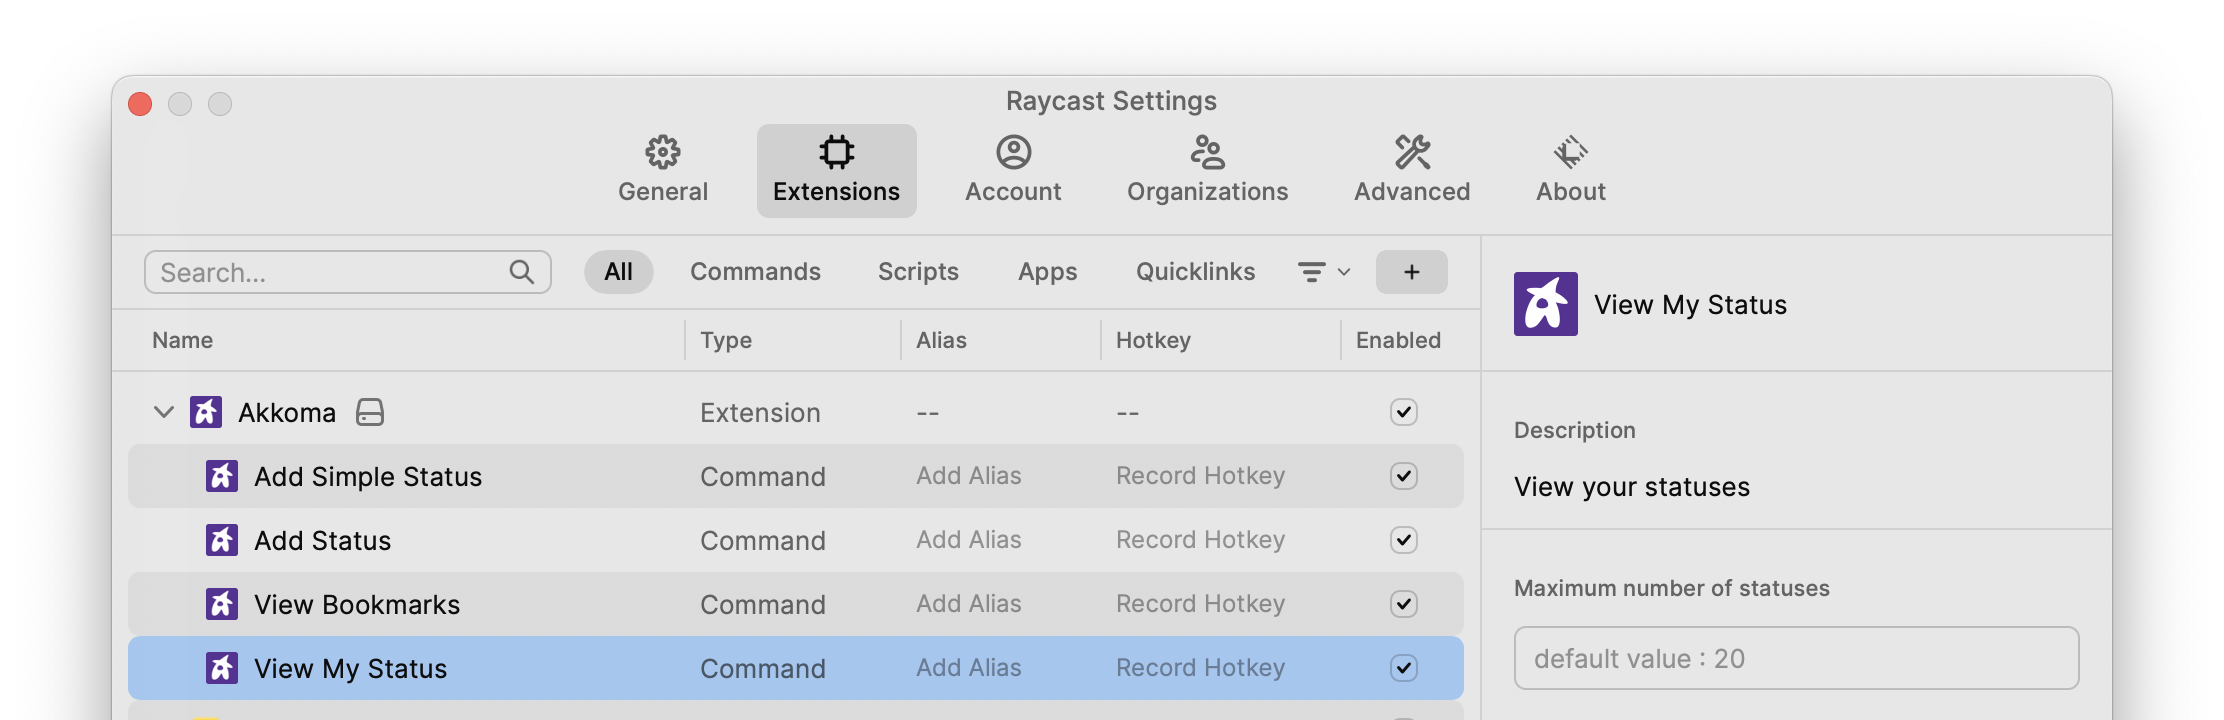 Raycast Settings
General Extensions Account Organizations Advanced About
Search... All Commands Scripts Apps Quicklinks +
View My Status
Name Type Alias Hotkey Enabled
Akkoma Extension -- --
Description
Add Simple Status Command Add Alias Record Hotkey
View your statuses
Add Status Command Add Alias Record Hotkey
Maximum number of statuses
View Bookmarks Command Add Alias Record Hotkey
default value : 20
View My Status Command Add Alias Record Hotkey